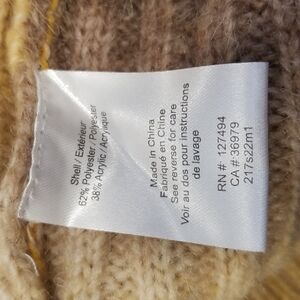 Shell / Extérieur
62% Polyester / Polyester
38% Acrylic / Acrylique
Made in China
Fabriqué en Chine
See reverse for care
Voir au dos pour instructions
de lavage
RN # 127494
CA # 36979
217s22m1